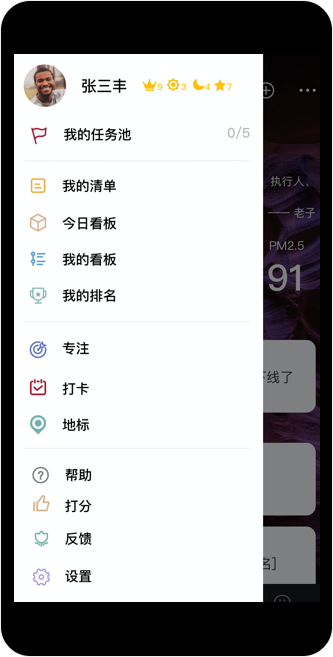 张三丰 9 3 4 7
我的任务池 0/5
我的清单
今日看板
我的看板
我的排名
专注
打卡
地标
帮助
打分
反馈
设置
执行人、
—— 老子
PM2.5
91
下线了
名]